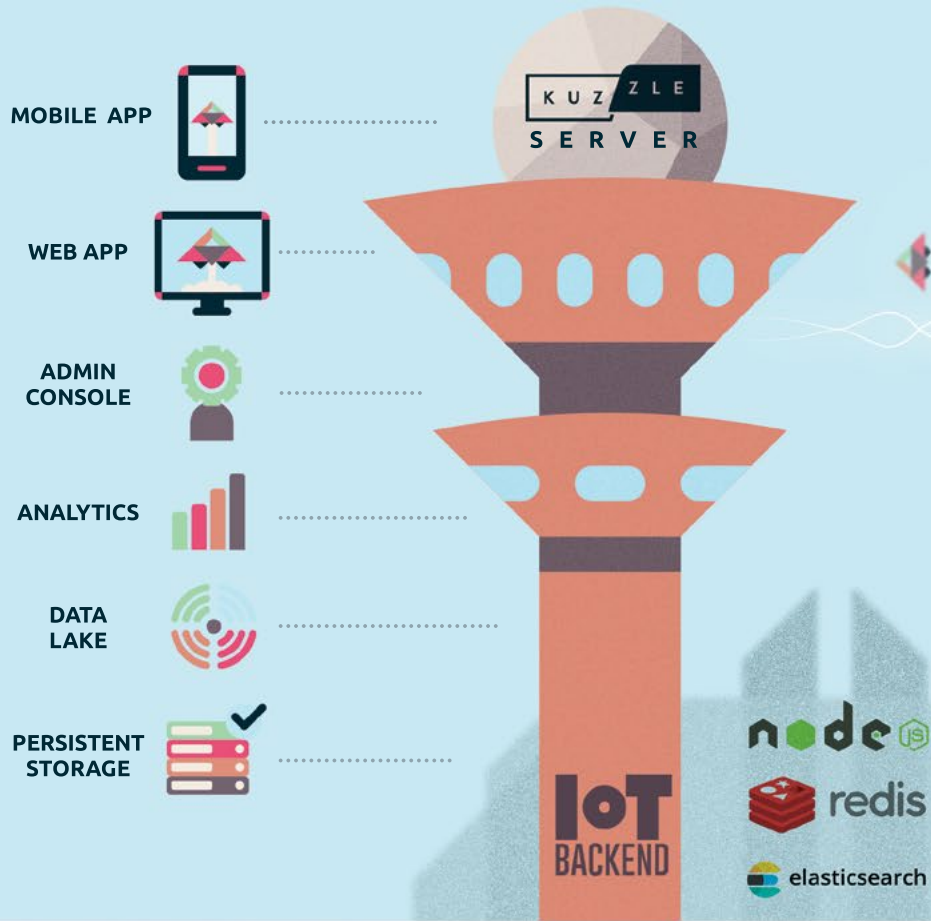 KUZZLE
SERVER
MOBILE APP
WEB APP
ADMIN
CONSOLE
ANALYTICS
DATA
LAKE
PERSISTENT
STORAGE
IoT
BACKEND
node
JS
redis
elasticsearch